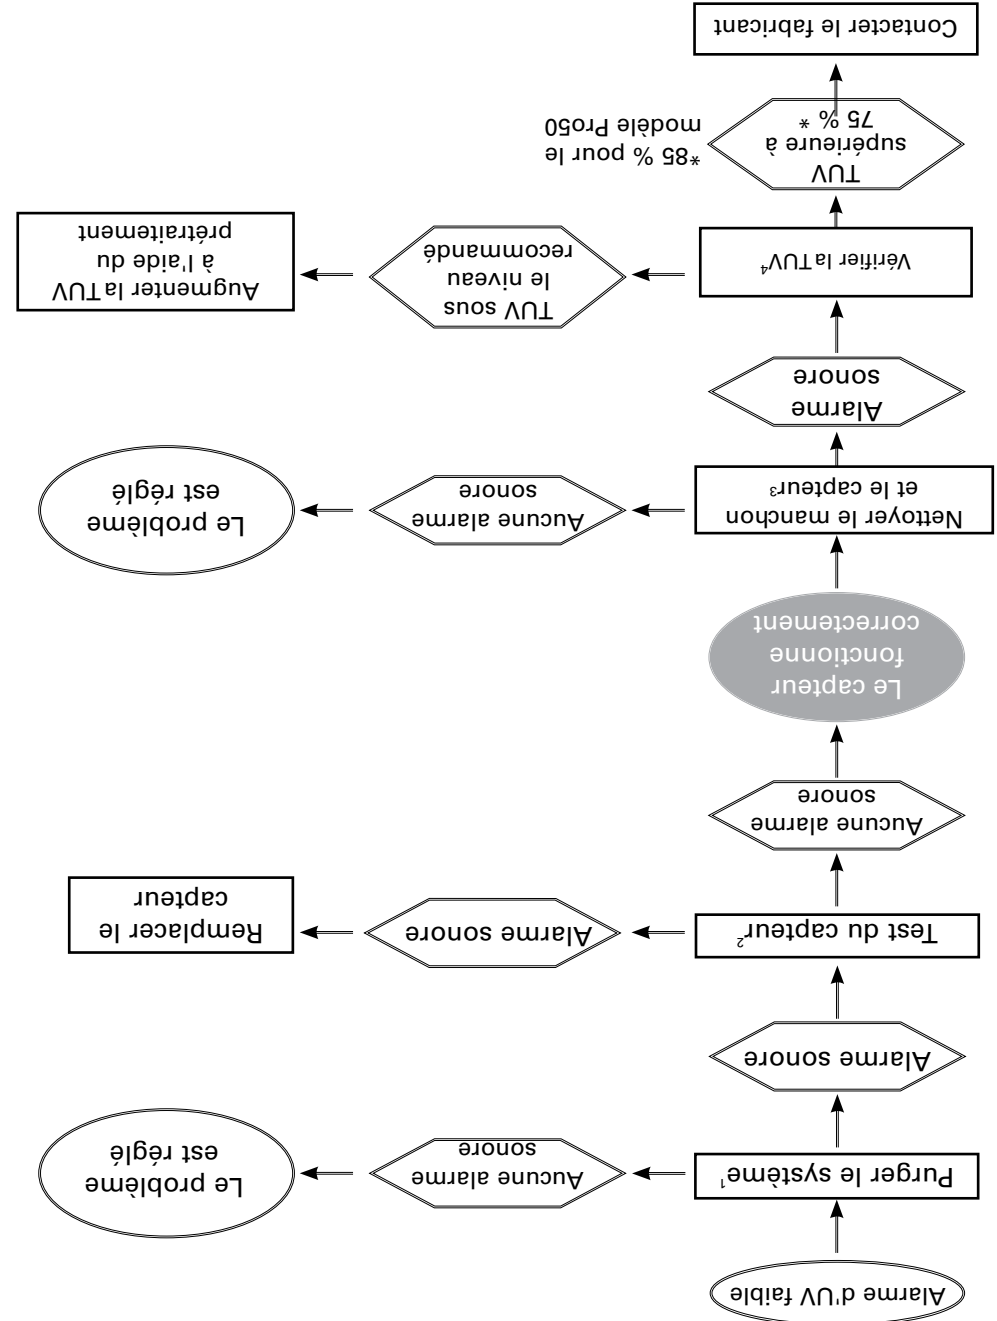 Alarme d'UV faible
Purger le système¹
Aucune alarme
sonore
Le problème
est réglé
Alarme sonore
Test du capteur²
Alarme sonore
Remplacer le
capteur
Aucune alarme
sonore
Le capteur
fonctionne
correctement
Nettoyer le manchon
et le capteur³
Aucune alarme
sonore
Le problème
est réglé
Alarme
sonore
Vérifier la TUV⁴
TUV sous
le niveau
recommandé
Augmenter la TUV
à l'aide du
prétraitement
TUV
supérieure à
75 % *
*85 % pour le
modèle Pro50
Contacter le fabricant